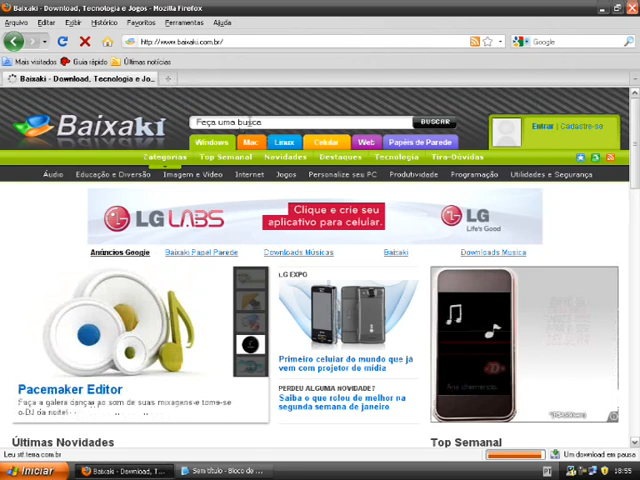 Baixaki - Download, Tecnologia e Jogos - Mozilla Firefox
Arquivo Editar Exibir Histórico Favoritos Ferramentas Ajuda
http://www.baixaki.com.br/
Google
Mais visitados Guia rápido Últimas notícias
Baixaki - Download, Tecnologia e Jo...
Baixaki
Faça uma busca
BUSCAR
Entrar | Cadastre-se
Windows Mac Linux Celular Web Papéis de Parede
Categorias Top Semanal Novidades Destaques Tecnologia Tira-Dúvidas
Áudio Educação e Diversão Imagem e Vídeo Internet Jogos Personalize seu PC Produtividade Programação Utilidades e Segurança
LG LABS
Clique e crie seu
aplicativo para celular.
LG
Life's Good
Anúncios Google Baixaki Papel Parede Downloads Músicas Baixaki Downloads Musica
LG EXPO
Primeiro celular do mundo que já
vem com projetor de mídia
PERDEU ALGUMA NOVIDADE?
Saiba o que rolou de melhor na
segunda semana de janeiro
Pacemaker Editor
Faça a galera dançar ao som de suas mixagens e torne-se
o DJ da noite!
Últimas Novidades
Top Semanal
Leu stf.terra.com.br
Um download em pausa
Iniciar
Baixaki - Download, T...
Sem título - Bloco de ...
PT
18:55